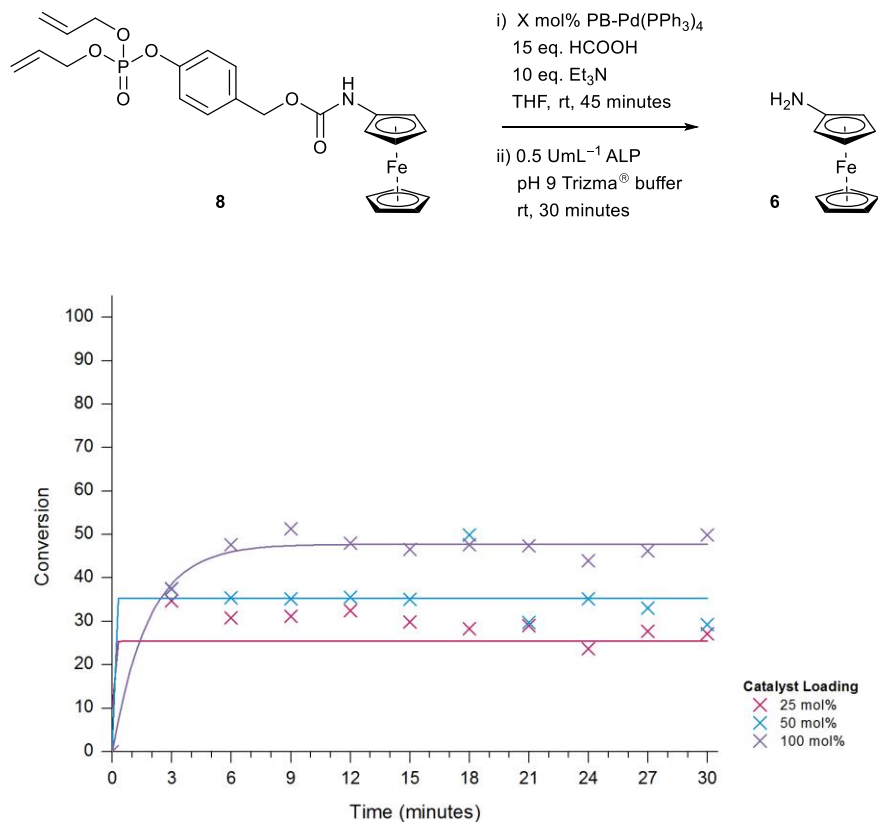 O
O
O
O
P
O
O
O
H
N
Fe
8
i) X mol% PB-Pd(PPh₃)₄
15 eq. HCOOH
10 eq. Et₃N
THF, rt, 45 minutes
ii) 0.5 UmL⁻¹ ALP
pH 9 Trizma® buffer
rt, 30 minutes
H₂N
Fe
6
100
90
80
70
60
50
40
30
20
10
0
Conversion
0 3 6 9 12 15 18 21 24 27 30
Time (minutes)
Catalyst Loading
25 mol%
50 mol%
100 mol%